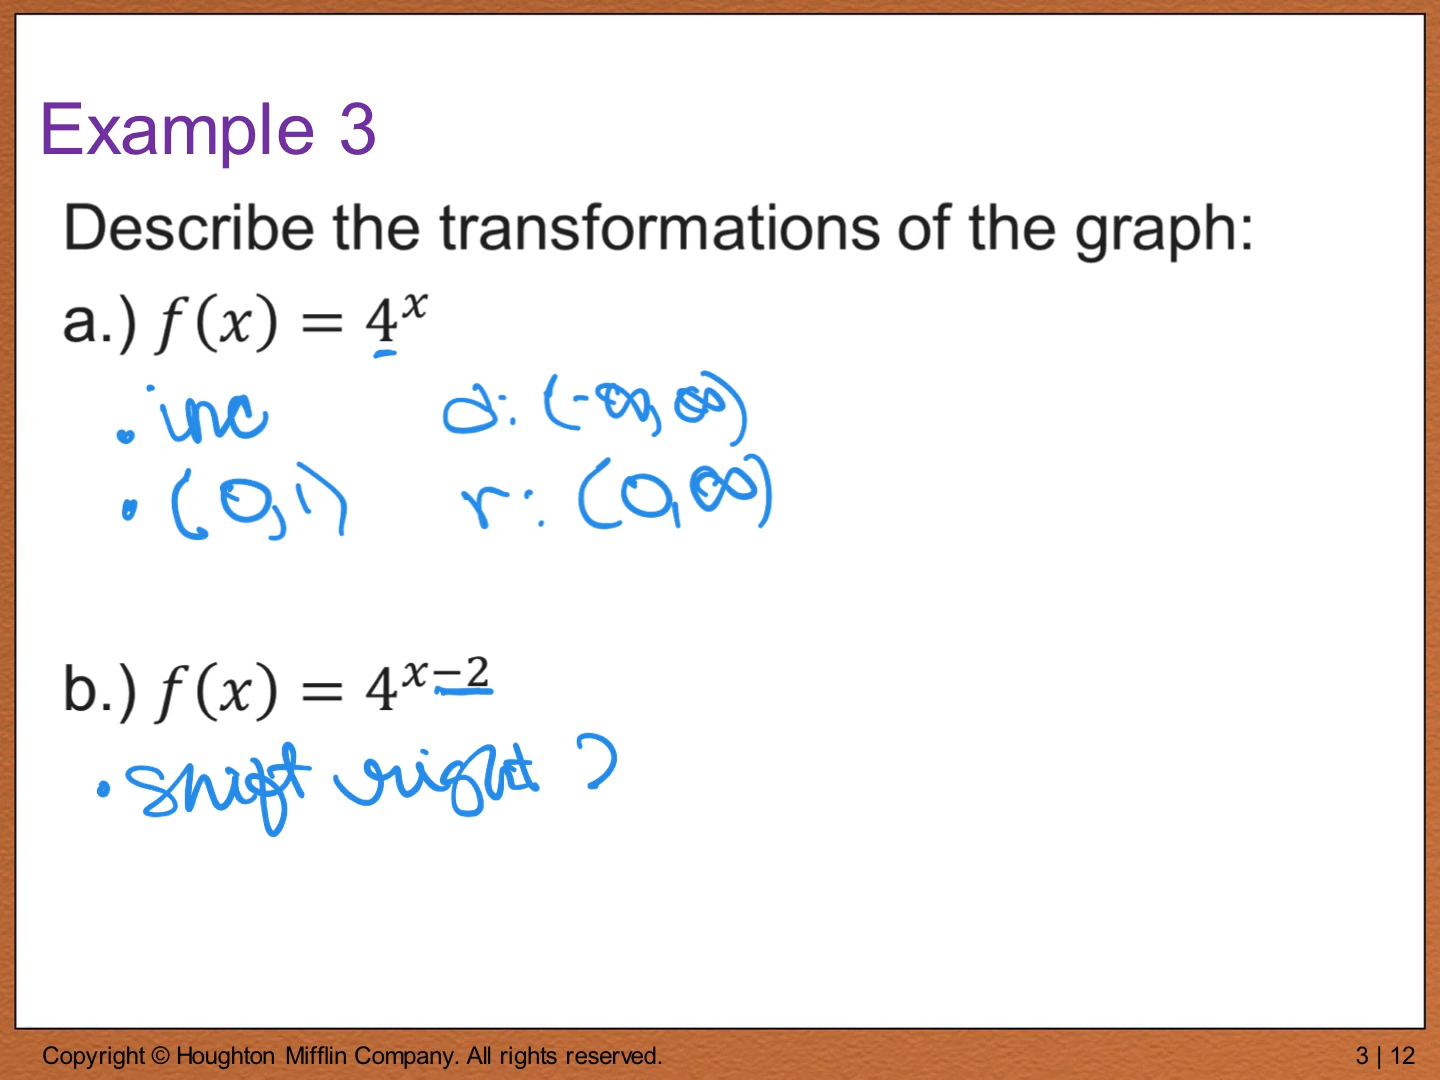 Example 3
Describe the transformations of the graph:
a.) f(x) = 4^x
• inc d: (-∞, ∞)
• (0,1) r: (0,∞)
b.) f(x) = 4^{x-2}
• shift right 2
Copyright © Houghton Mifflin Company. All rights reserved. 3 | 12